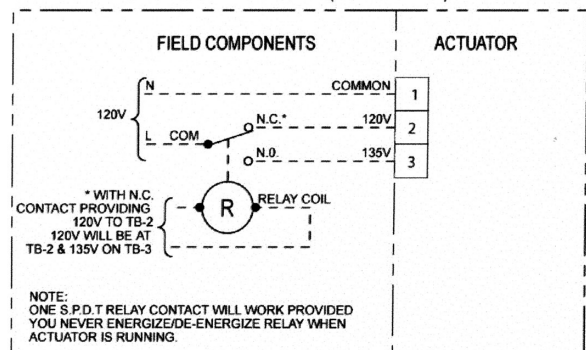 FIELD COMPONENTS
ACTUATOR
N
COMMON
1
120V
N.C.*
120V
2
L
COM
N.0.
135V
3
* WITH N.C.
CONTACT PROVIDING
120V TO TB-2
120V WILL BE AT
TB-2 & 135V ON TB-3
R
RELAY COIL
NOTE:
ONE S.P.D.T RELAY CONTACT WILL WORK PROVIDED
YOU NEVER ENERGIZE/DE-ENERGIZE RELAY WHEN
ACTUATOR IS RUNNING.